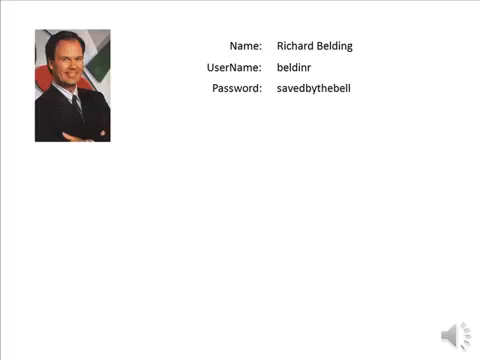 Name: Richard Belding
UserName: beldinr
Password: savedbythebell